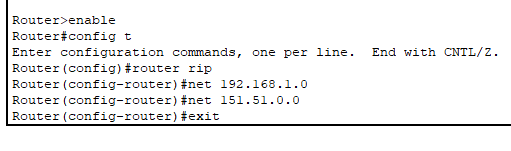 Router>enable
Router#config t
Enter configuration commands, one per line.  End with CNTL/Z.
Router(config)#router rip
Router(config-router)#net 192.168.1.0
Router(config-router)#net 151.51.0.0
Router(config-router)#exit